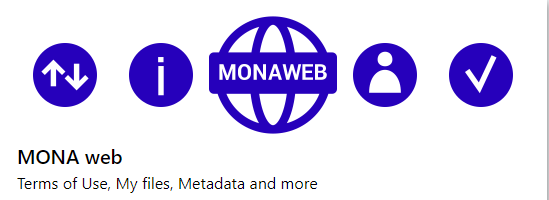 MONAWEB
MONA web
Terms of Use, My files, Metadata and more